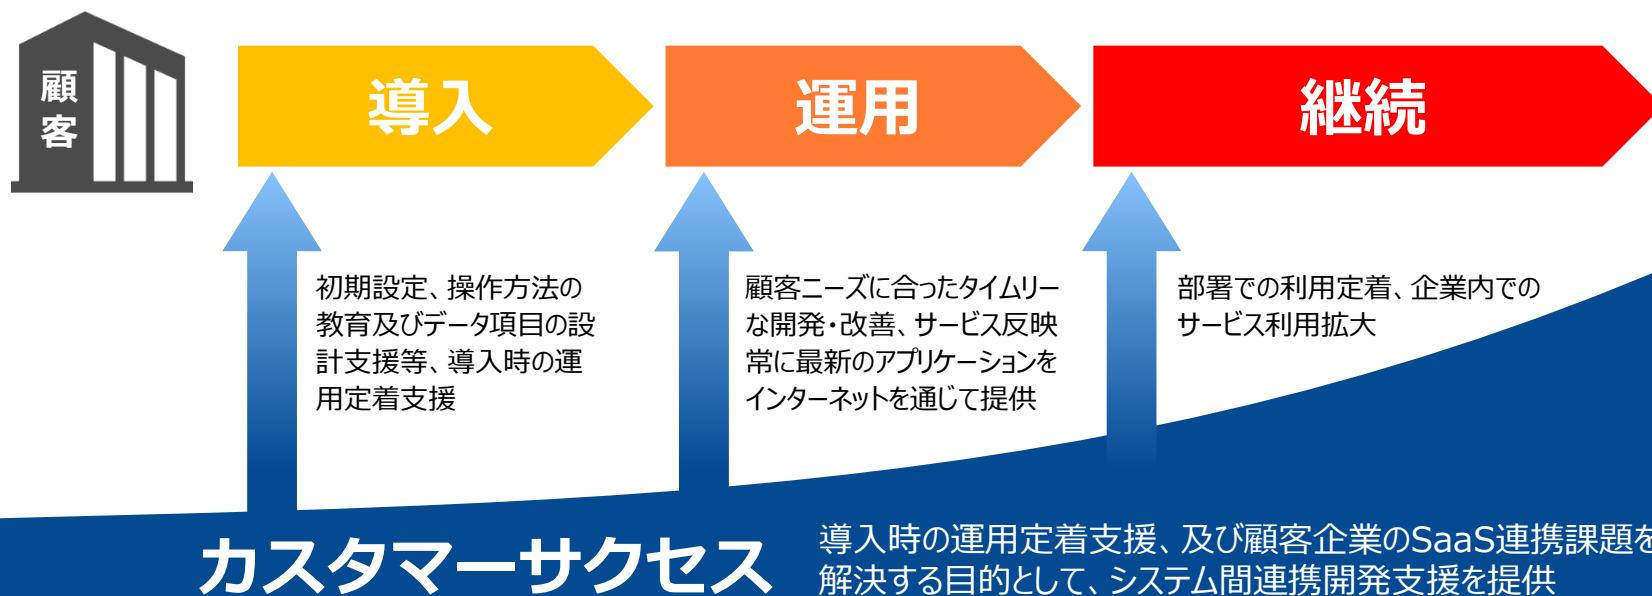 顧
客
導入
運用
継続
初期設定、操作方法の
教育及びデータ項目の設
計支援等、導入時の運
用定着支援
顧客ニーズに合ったタイムリー
な開発・改善、サービス反映
常に最新のアプリケーションを
インターネットを通じて提供
部署での利用定着、企業内での
サービス利用拡大
カスタマーサクセス
導入時の運用定着支援、及び顧客企業のSaaS連携課題を
解決する目的として、システム間連携開発支援を提供